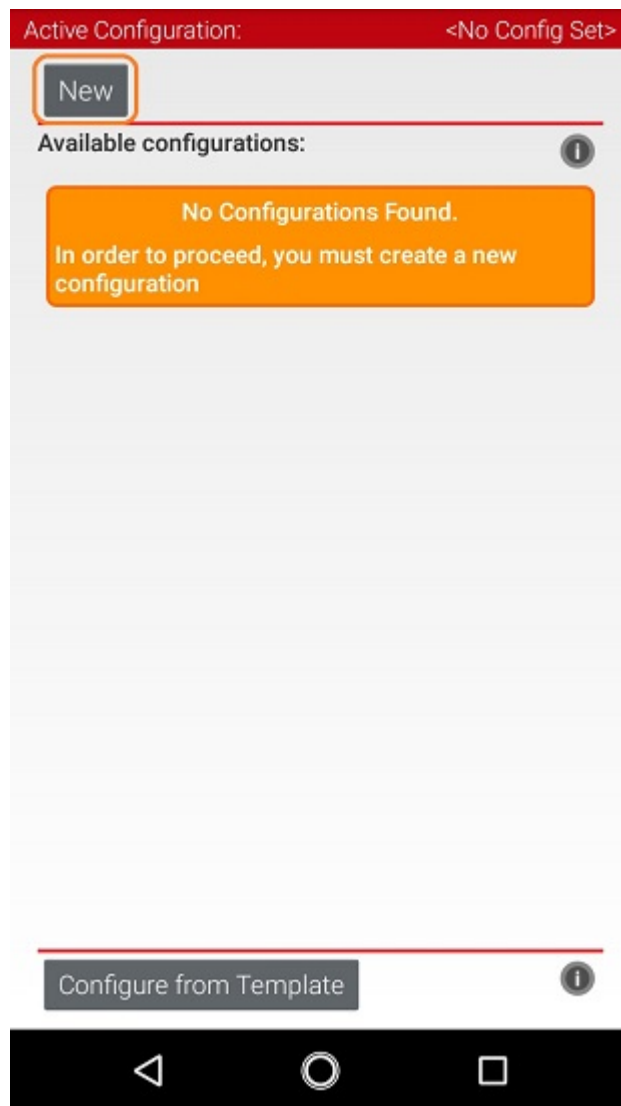 Active Configuration: <No Config Set>
New
Available configurations:
No Configurations Found.
In order to proceed, you must create a new
configuration
Configure from Template